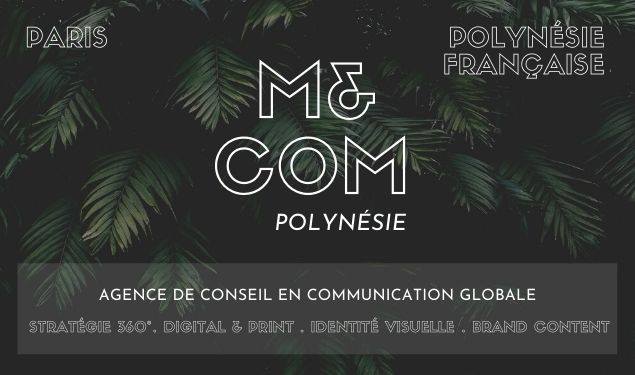 PARIS
POLYNÉSIE
FRANÇAISE
M&
COM
POLYNÉSIE
AGENCE DE CONSEIL EN COMMUNICATION GLOBALE
STRATÉGIE 360°, DIGITAL & PRINT . IDENTITÉ VISUELLE . BRAND CONTENT